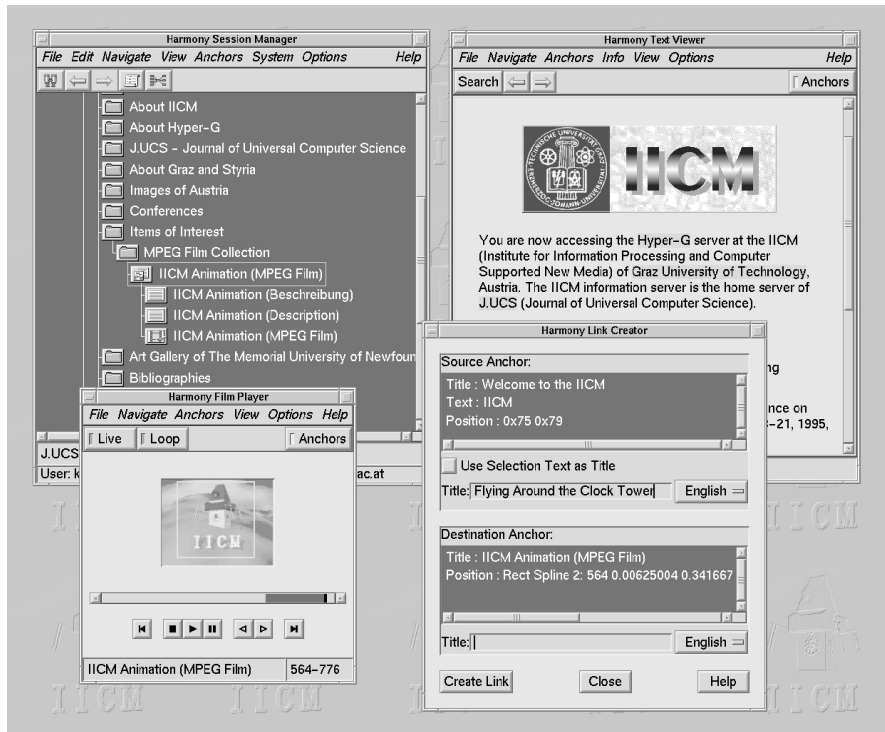 Harmony Session Manager
File Edit Navigate View Anchors System Options Help
About IICM
About Hyper-G
J.UCS - Journal of Universal Computer Science
About Graz and Styria
Images of Austria
Conferences
Items of Interest
MPEG Film Collection
IICM Animation (MPEG Film)
IICM Animation (Beschreibung)
IICM Animation (Description)
IICM Animation (MPEG Film)
Art Gallery of The Memorial University of Newfoun
Bibliographies
J.UCS
User: k
ac.at
Harmony Text Viewer
File Navigate Anchors Info View Options Help
Search Anchors
IICM
You are now accessing the Hyper-G server at the IICM
(Institute for Information Processing and Computer
Supported New Media) of Graz University of Technology,
Austria. The IICM information server is the home server of
J.UCS (Journal of Universal Computer Science).
ng
nce on
-21, 1995,
Harmony Film Player
File Navigate Anchors View Options Help
Live Loop Anchors
IICM
IICM Animation (MPEG Film) 564-776
Harmony Link Creator
Source Anchor:
Title : Welcome to the IICM
Text : IICM
Position : 0x75 0x79
Use Selection Text as Title
Title: Flying Around the Clock Tower English
Destination Anchor:
Title : IICM Animation (MPEG Film)
Position : Rect Spline 2: 564 0.00625004 0.341667
Title: English
Create Link Close Help
IICM
IICM
IICM
IICM